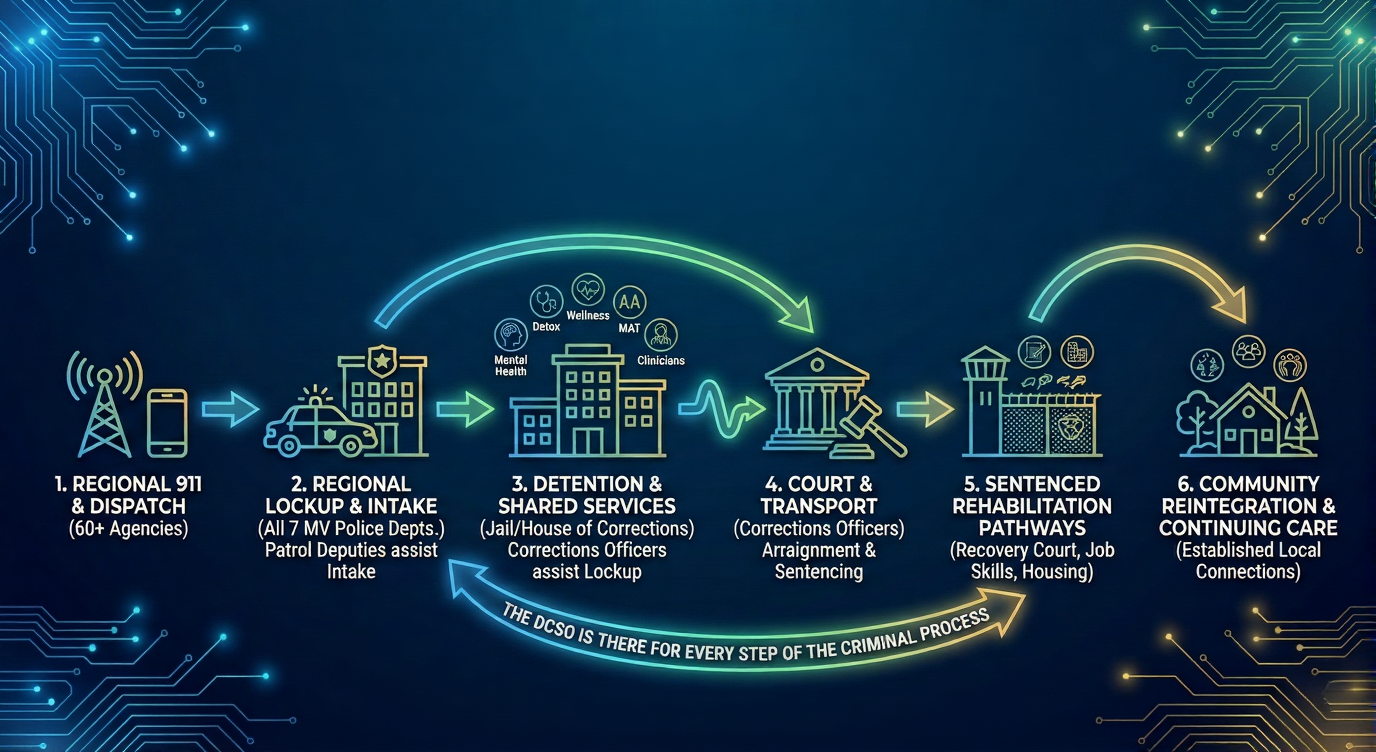 Mental
Health
Detox
Wellness
AA
MAT
Clinicians
1. REGIONAL 911
& DISPATCH
(60+ Agencies)
2. REGIONAL
LOCKUP & INTAKE
(All 7 MV Police Depts.)
Patrol Deputies assist
Intake
3. DETENTION &
SHARED SERVICES
(Jail/House of Corrections)
Corrections Officers
assist Lockup
4. COURT &
TRANSPORT
(Corrections Officers)
Arraignment &
Sentencing
5. SENTENCED
REHABILITATION
PATHWAYS
(Recovery Court, Job
Skills, Housing)
6. COMMUNITY
REINTEGRATION &
CONTINUING CARE
(Established Local
Connections)
THE DCSO IS THERE FOR EVERY STEP OF THE CRIMINAL PROCESS